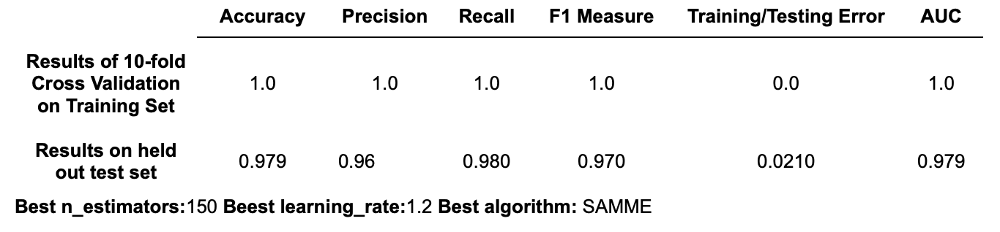 Accuracy Precision Recall F1 Measure Training/Testing Error AUC
Results of 10-fold
Cross Validation 1.0 1.0 1.0 1.0 0.0 1.0
on Training Set
Results on held
out test set 0.979 0.96 0.980 0.970 0.0210 0.979
Best n_estimators:150 Beest learning_rate:1.2 Best algorithm: SAMME